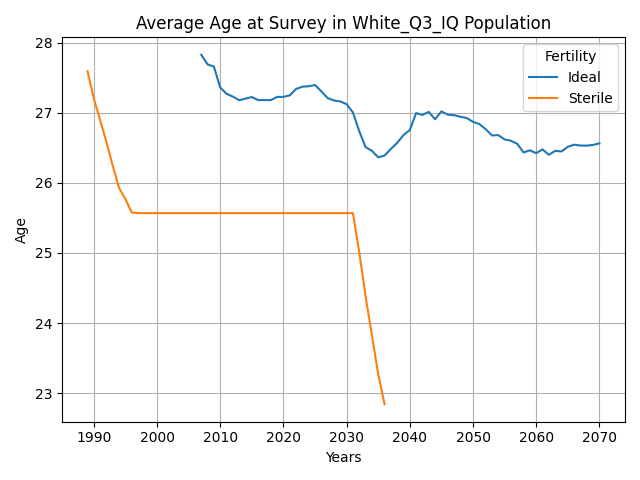 Average Age at Survey in White_Q3_IQ Population
Fertility
Ideal
Sterile
Age
28
27
26
25
24
23
1990 2000 2010 2020 2030 2040 2050 2060 2070
Years